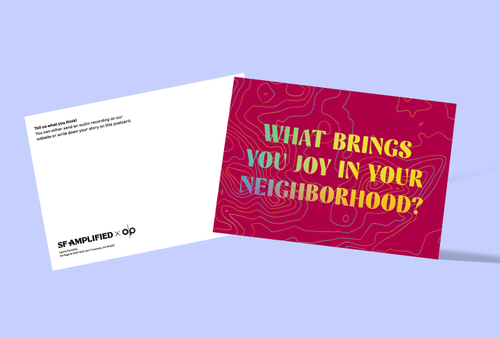 Tell us what you think!
You can either send an audio recording on our
website or write down your story on this postcard.
SF AMPLIFIED x
WHAT BRINGS
YOU JOY IN YOUR
NEIGHBORHOOD?